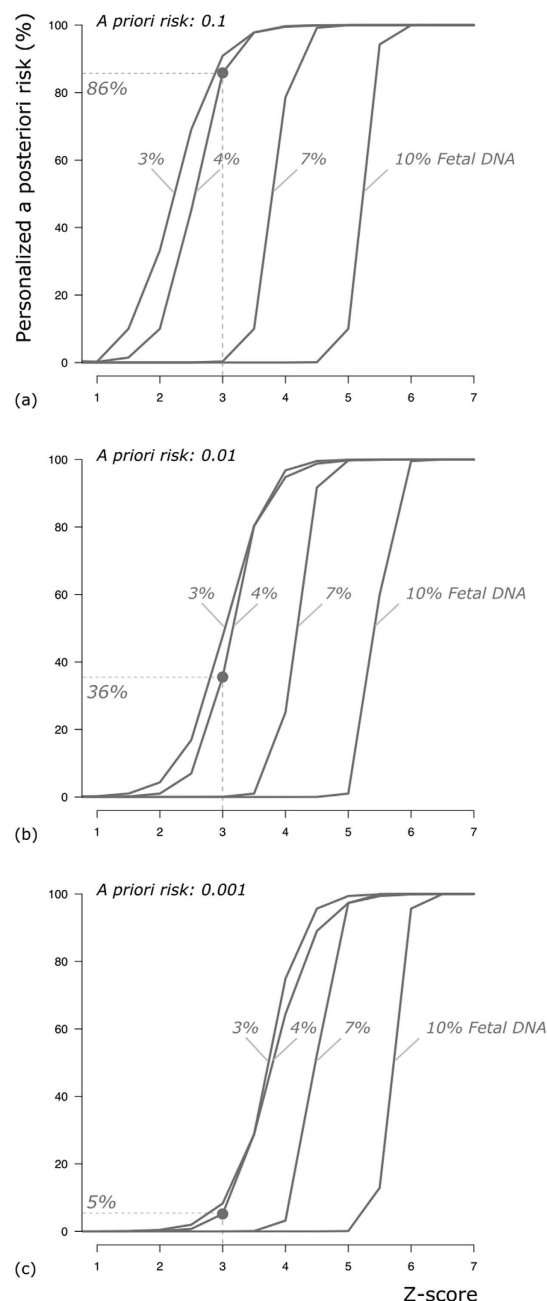 A priori risk: 0.1
Personalized a posteriori risk (%)
100
80
60
40
20
0
86%
3%
4%
7%
10% Fetal DNA
1 2 3 4 5 6 7
(a)
A priori risk: 0.01
100
80
60
40
20
0
3%
4%
7%
10% Fetal DNA
36%
1 2 3 4 5 6 7
(b)
A priori risk: 0.001
100
80
60
40
20
0
3%
4%
7%
10% Fetal DNA
5%
1 2 3 4 5 6 7
(c)
Z-score